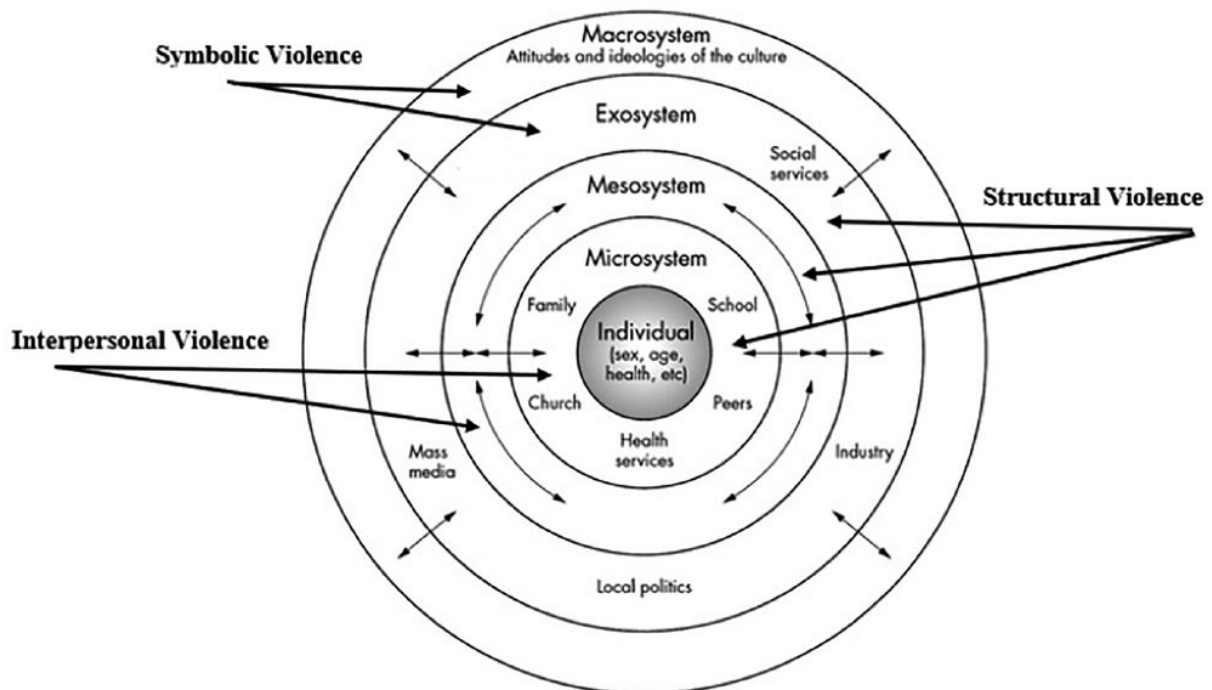 Macrosystem
Attitudes and ideologies of the culture
Symbolic Violence
Exosystem
Social
services
Mesosystem
Structural Violence
Microsystem
Family
School
Individual
(sex, age,
health, etc)
Interpersonal Violence
Church
Peers
Health
services
Mass
media
Industry
Local politics